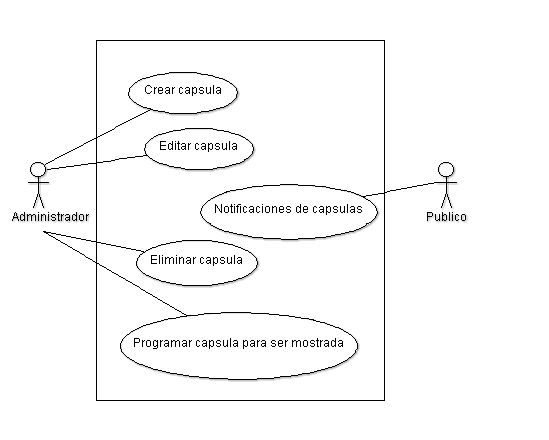 Crear capsula
Editar capsula
Administrador
Notificaciones de capsulas
Publico
Eliminar capsula
Programar capsula para ser mostrada